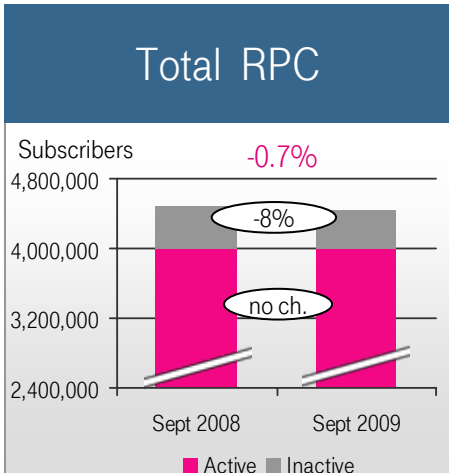 Total RPC
Subscribers
-0.7%
4,800,000
-8%
4,000,000
no ch.
3,200,000
2,400,000
Sept 2008 Sept 2009
Active Inactive